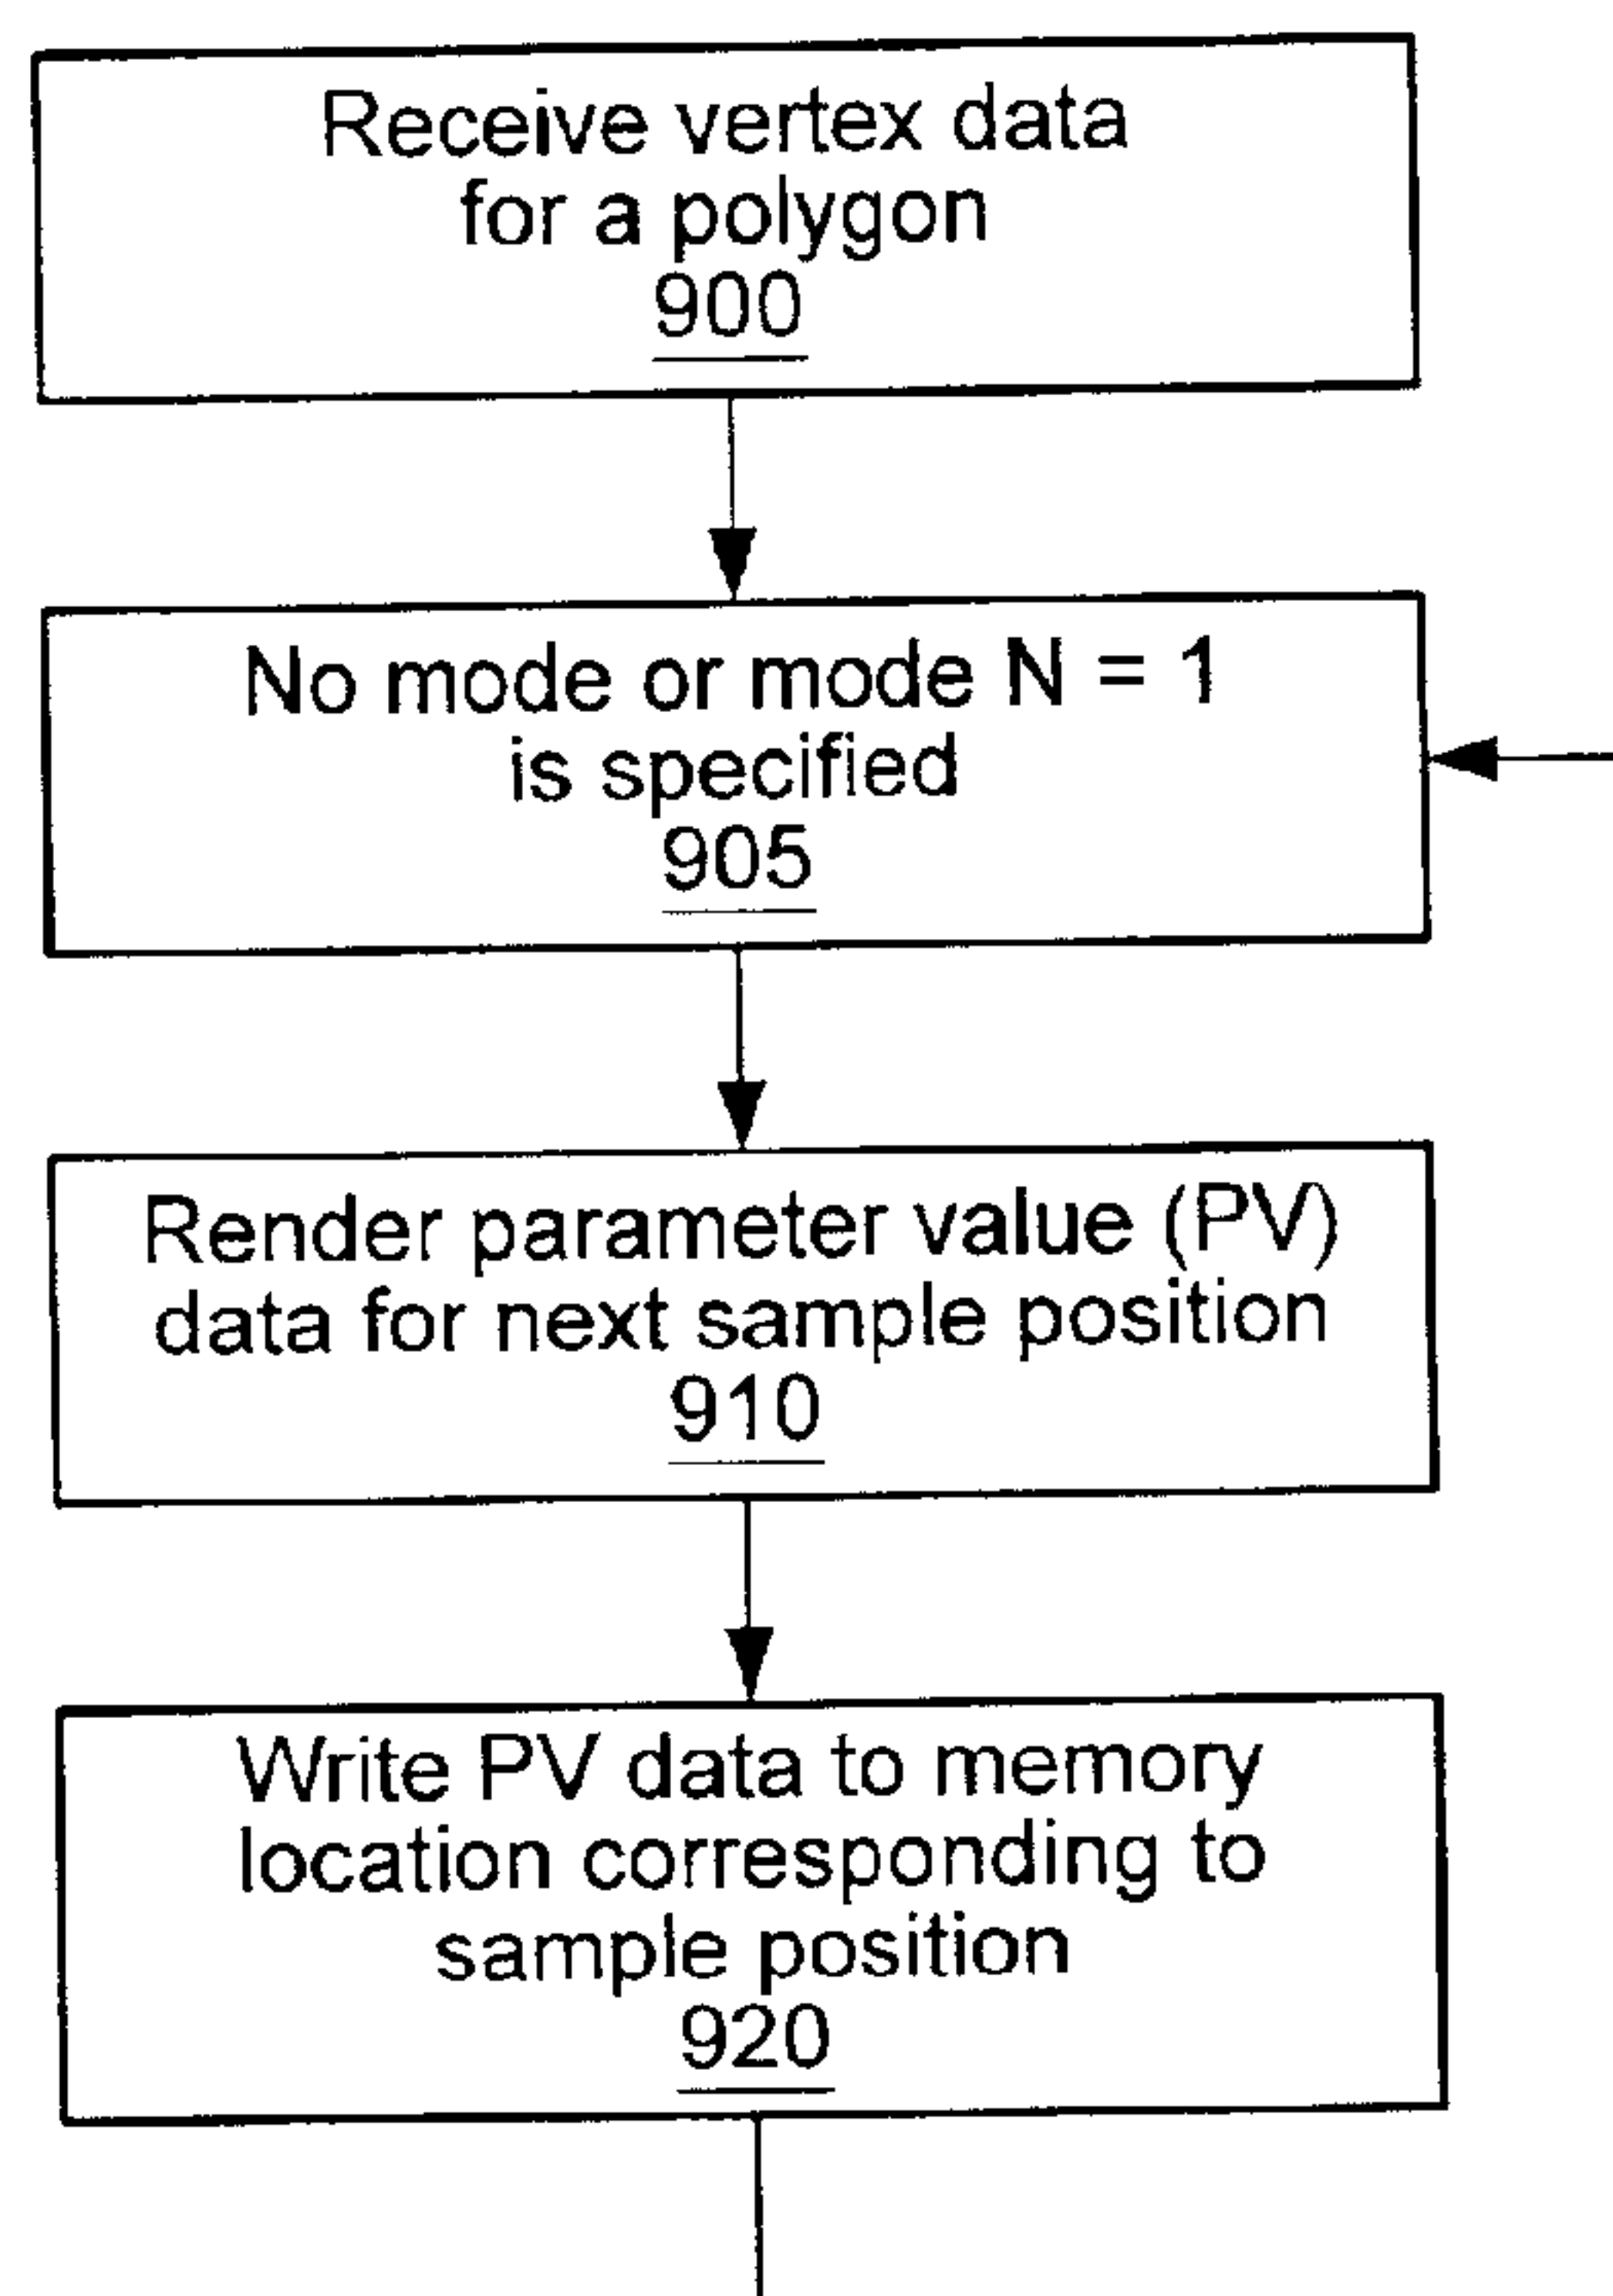 Receive vertex data
for a polygon
900
No mode or mode N = 1
is specified
905
Render parameter value (PV)
data for next sample position
910
Write PV data to memory
location corresponding to
sample position
920